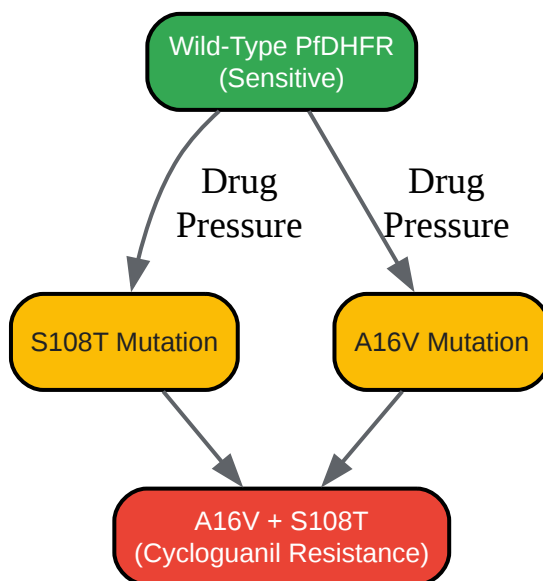 Wild-Type PfDHFR
(Sensitive)
Drug
Pressure
Drug
Pressure
S108T Mutation
A16V Mutation
A16V + S108T
(Cycloguanil Resistance)